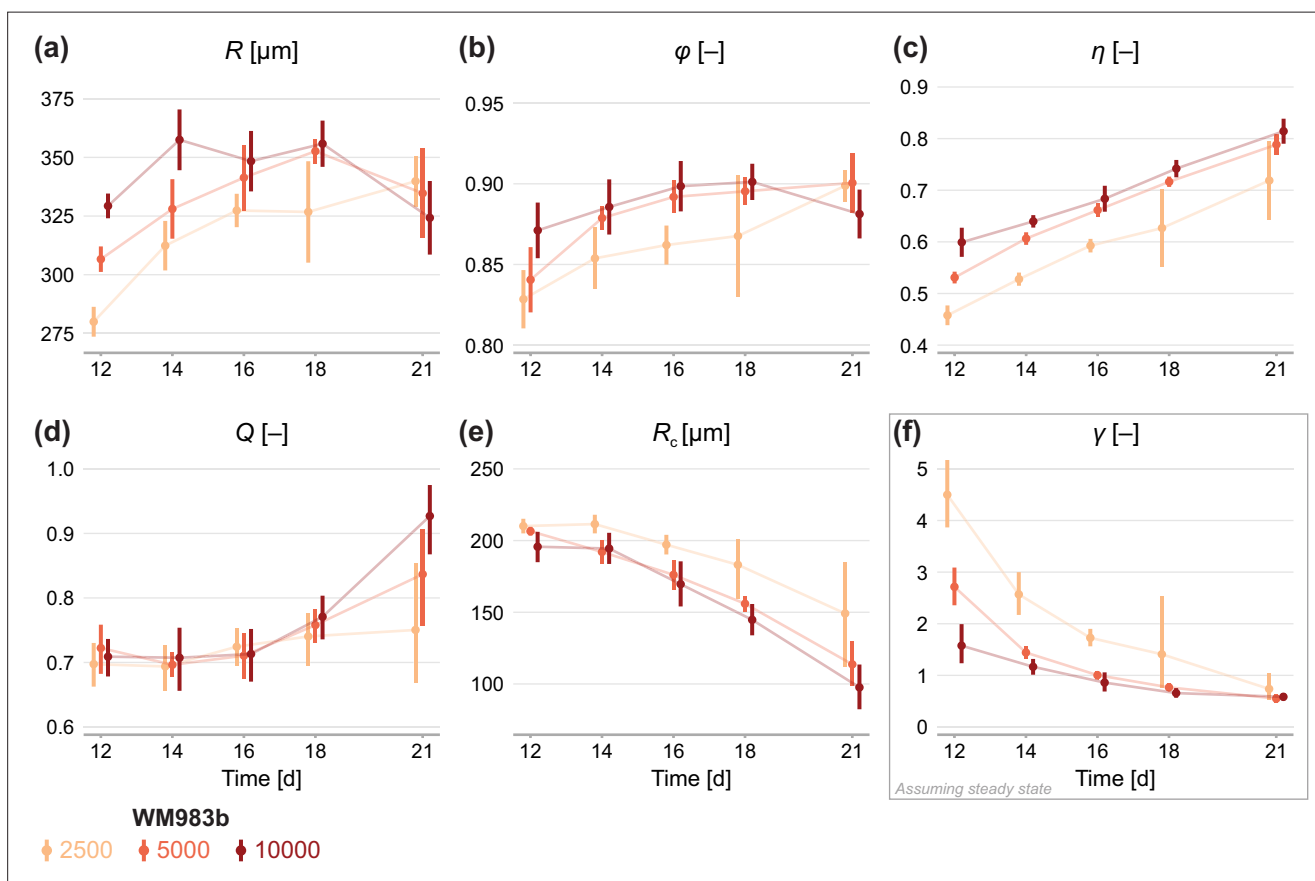 (a) R [µm]
375
350
325
300
275
12 14 16 18 21
(b) φ [–]
0.95
0.90
0.85
0.80
12 14 16 18 21
(c) η [–]
0.9
0.8
0.7
0.6
0.5
0.4
12 14 16 18 21
(d) Q [–]
1.0
0.9
0.8
0.7
0.6
12 14 16 18 21
Time [d]
(e) Rc [µm]
250
200
150
100
12 14 16 18 21
Time [d]
(f) γ [–]
5
4
3
2
1
0
12 14 16 18 21
Time [d]
Assuming steady state
WM983b
2500 5000 10000